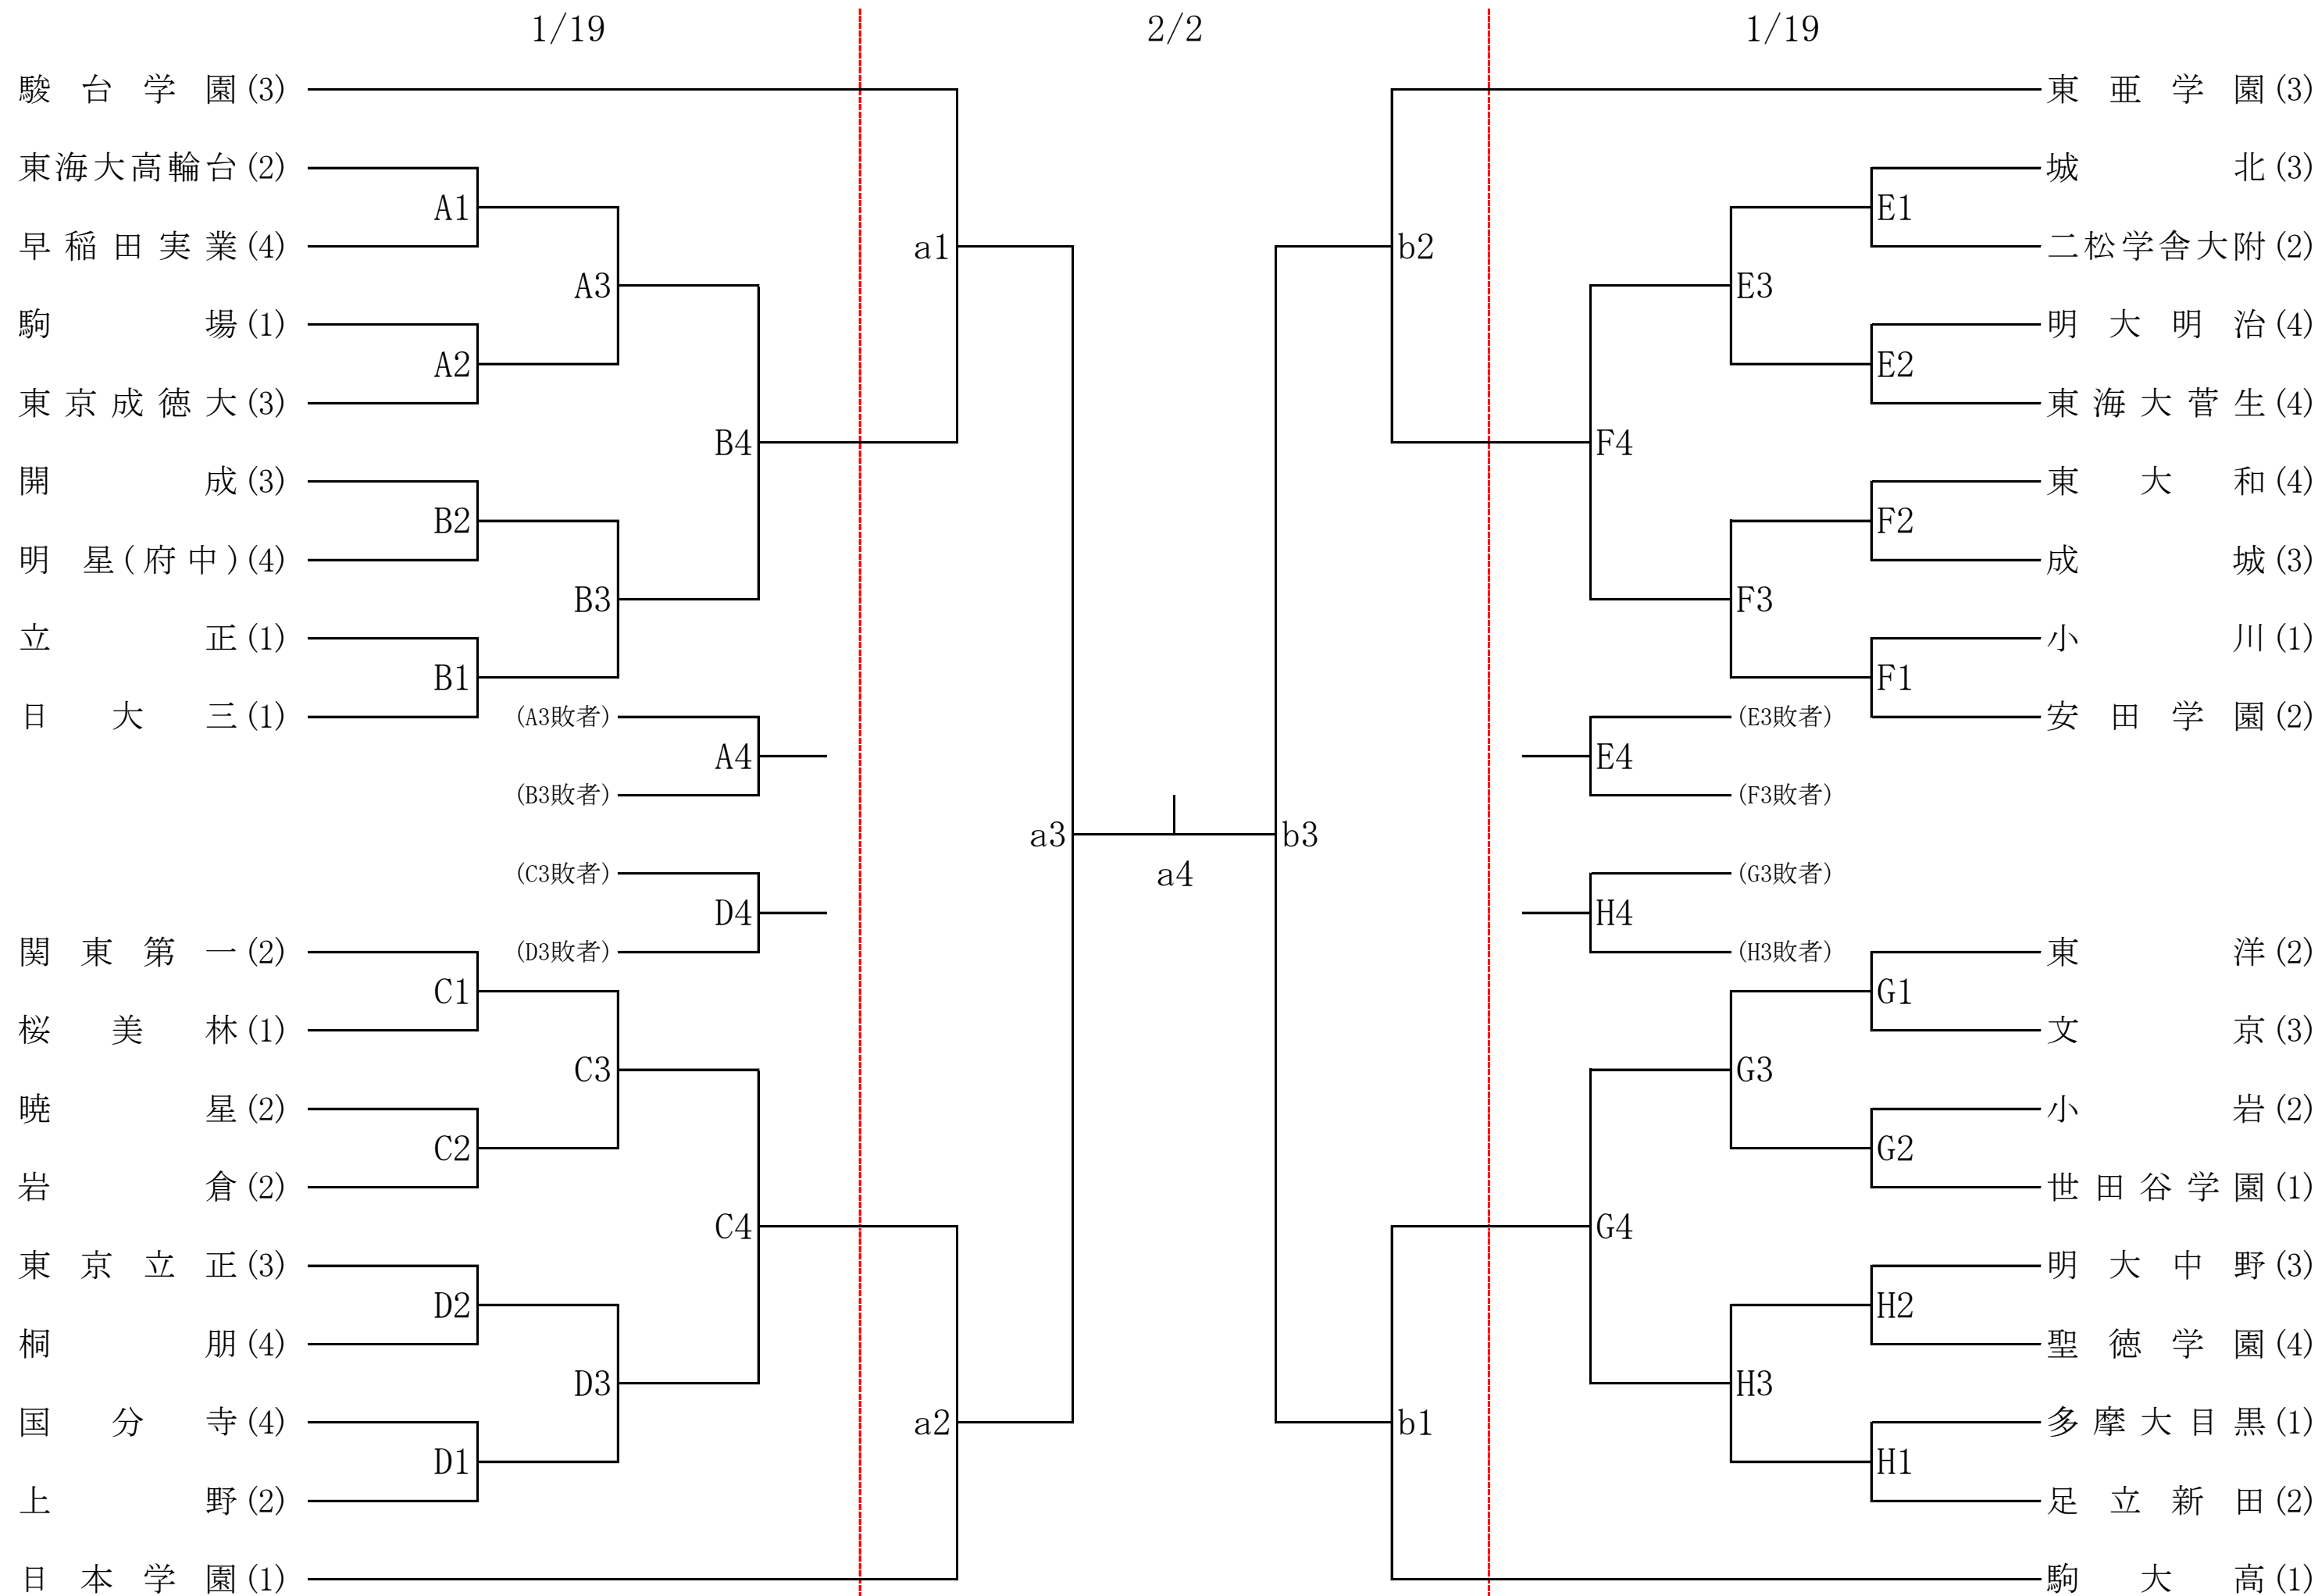 1/19 2/2 1/19
駿台学園(3) 東亜学園(3)
東海大高輪台(2) 城北(3)
A1 E1
早稲田実業(4) a1 b2 二松学舎大附(2)
A3 E3
駒場(1) 明大明治(4)
A2 E2
東京成徳大(3) 東海大菅生(4)
B4 F4
開成(3) 東大和(4)
B2 F2
明星(府中)(4) 成城(3)
B3 F3
立正(1) 小川(1)
B1 F1
日大三(1) (A3敗者) (E3敗者) 安田学園(2)
A4 E4
(B3敗者) (F3敗者)
a3 b3
(C3敗者) a4 (G3敗者)
D4 H4
関東第一(2) (D3敗者) (H3敗者) 東洋(2)
C1 G1
桜美林(1) 文京(3)
C3 G3
暁星(2) 小岩(2)
C2 G2
岩倉(2) 世田谷学園(1)
C4 G4
東京立正(3) 明大中野(3)
D2 H2
桐朋(4) 聖徳学園(4)
D3 H3
国分寺(4) a2 b1 多摩大目黒(1)
D1 H1
上野(2) 足立新田(2)
日本学園(1) 駒大高(1)